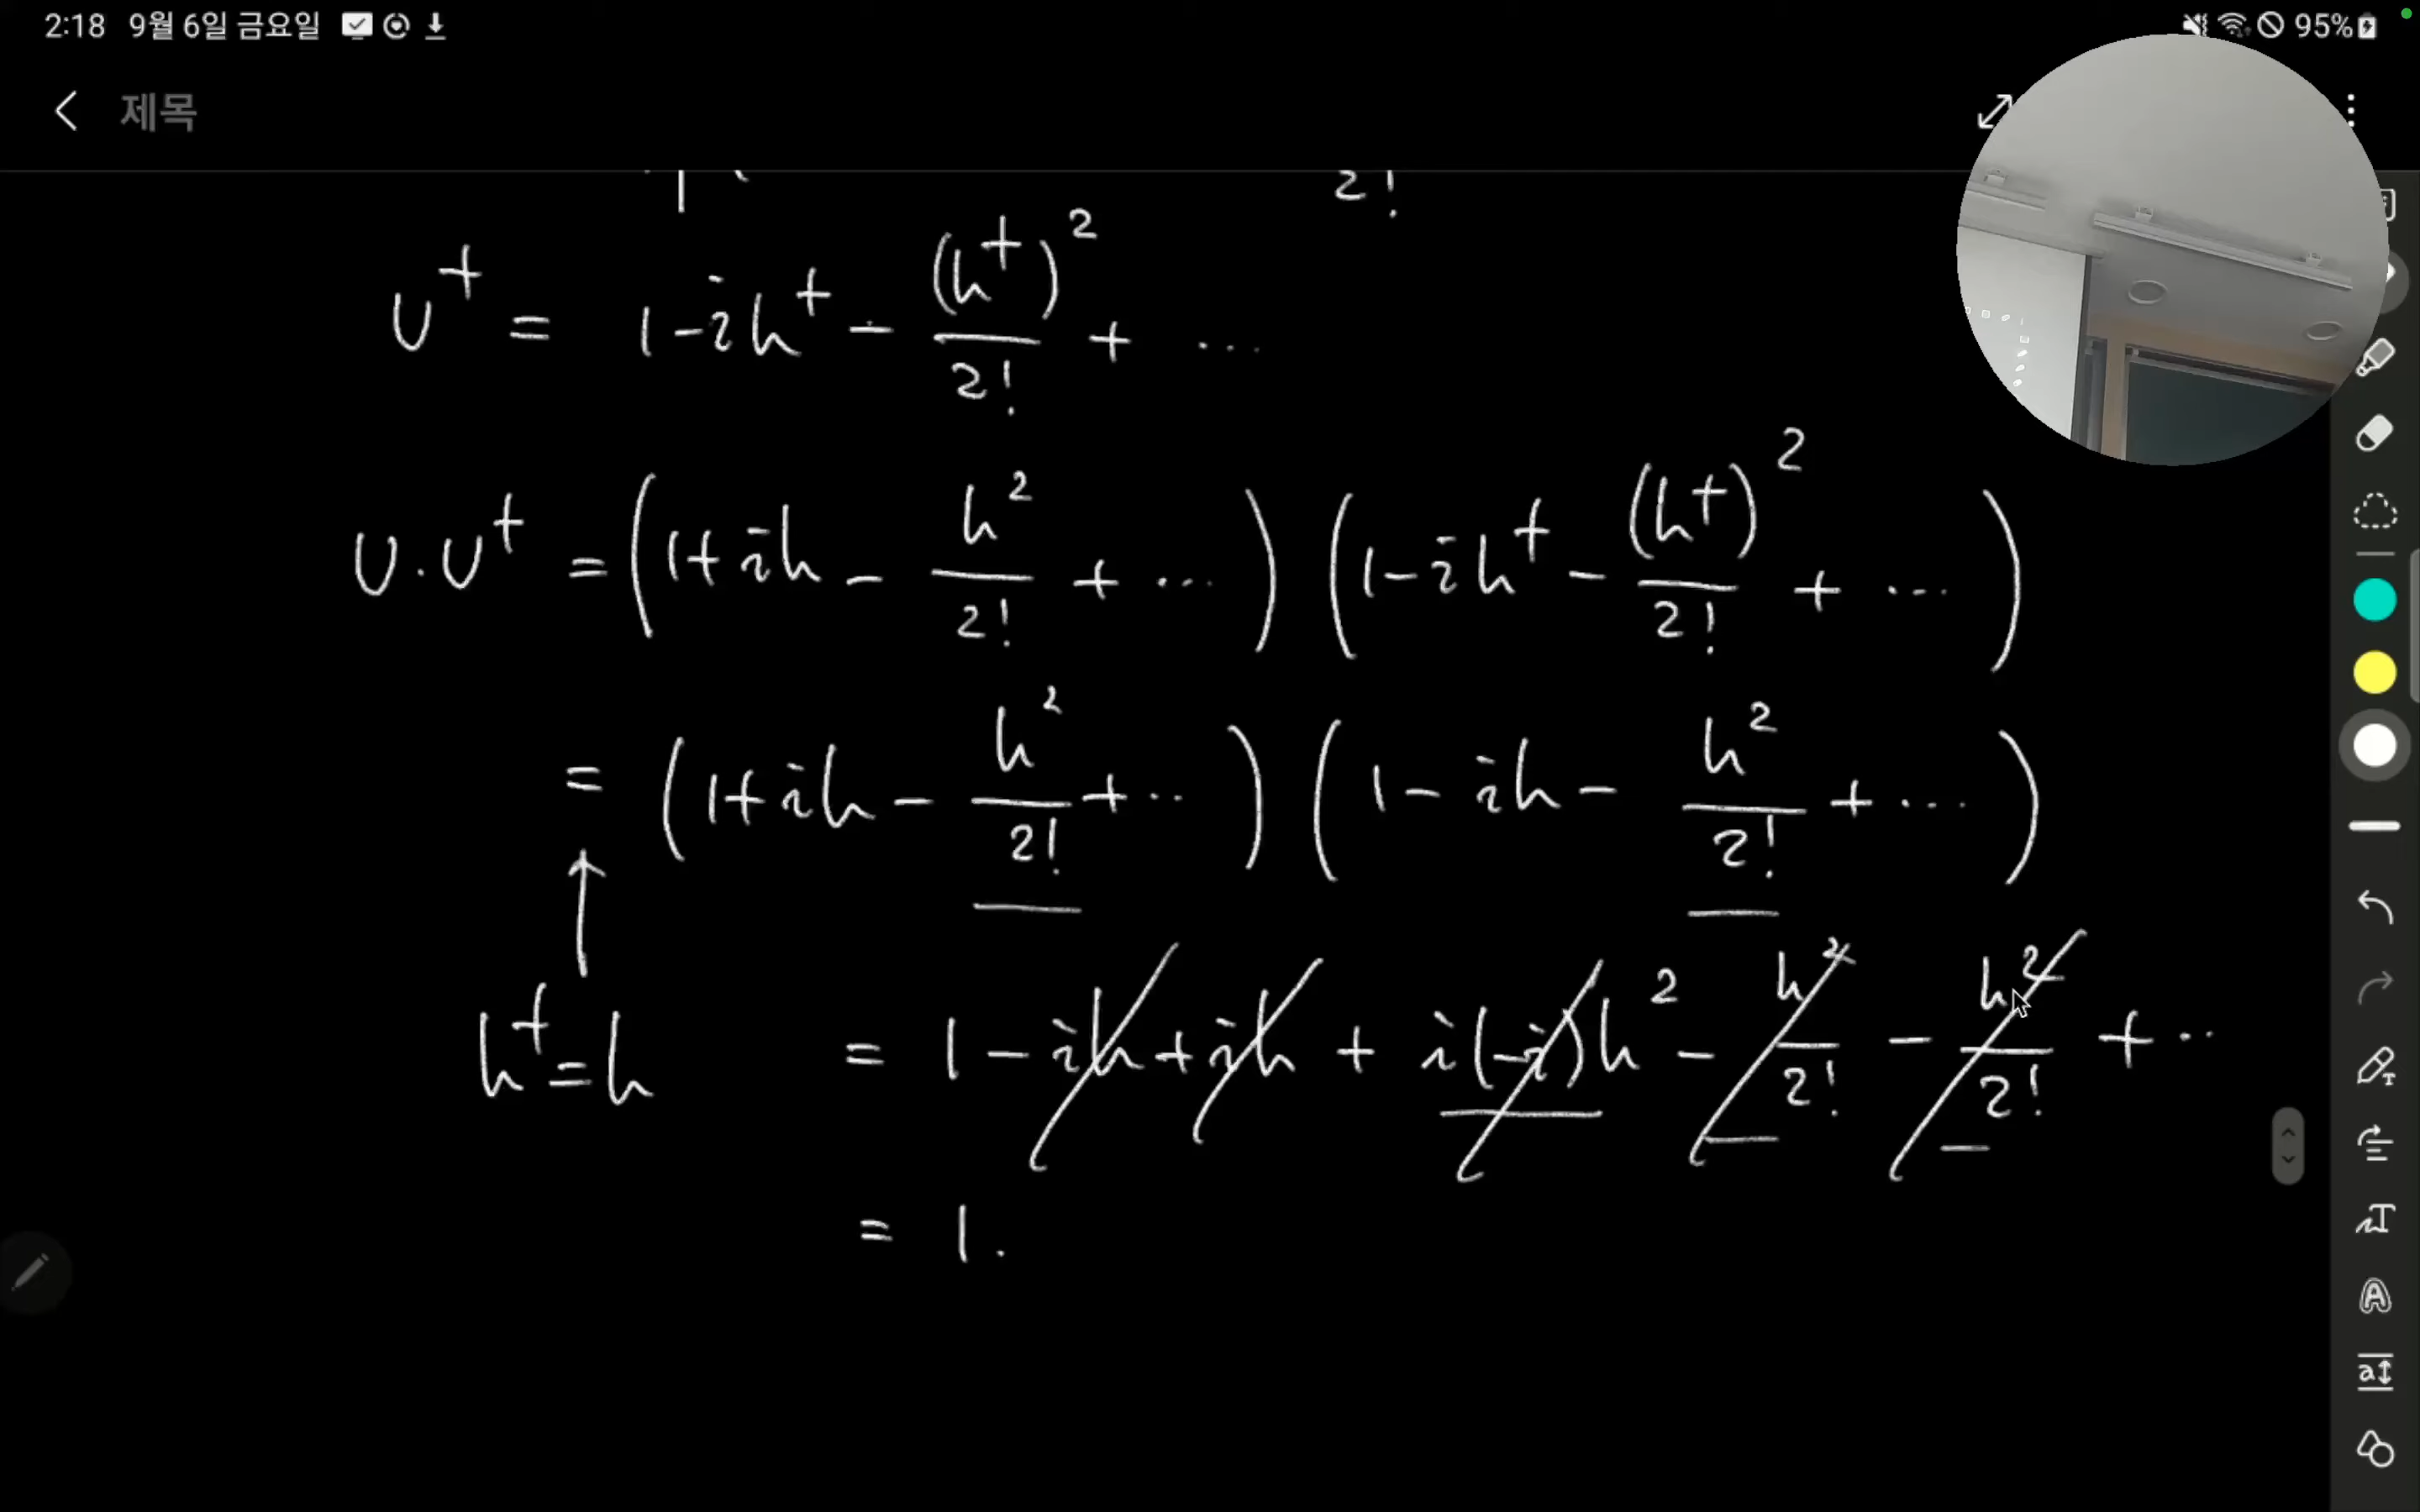 2:18 9월 6일 금요일 95%
제목
2!
U† = 1 - ih† - (h†)²/2! + ...
U·U† = (1 + ih - h²/2! + ...) (1 - ih† - (h†)²/2! + ...)
= (1 + ih - h²/2! + ..) (1 - ih - h²/2! + ...)
h† = h
= 1 - ih + ih + i(-i)h² - h²/2! - h²/2! + ..
= 1.